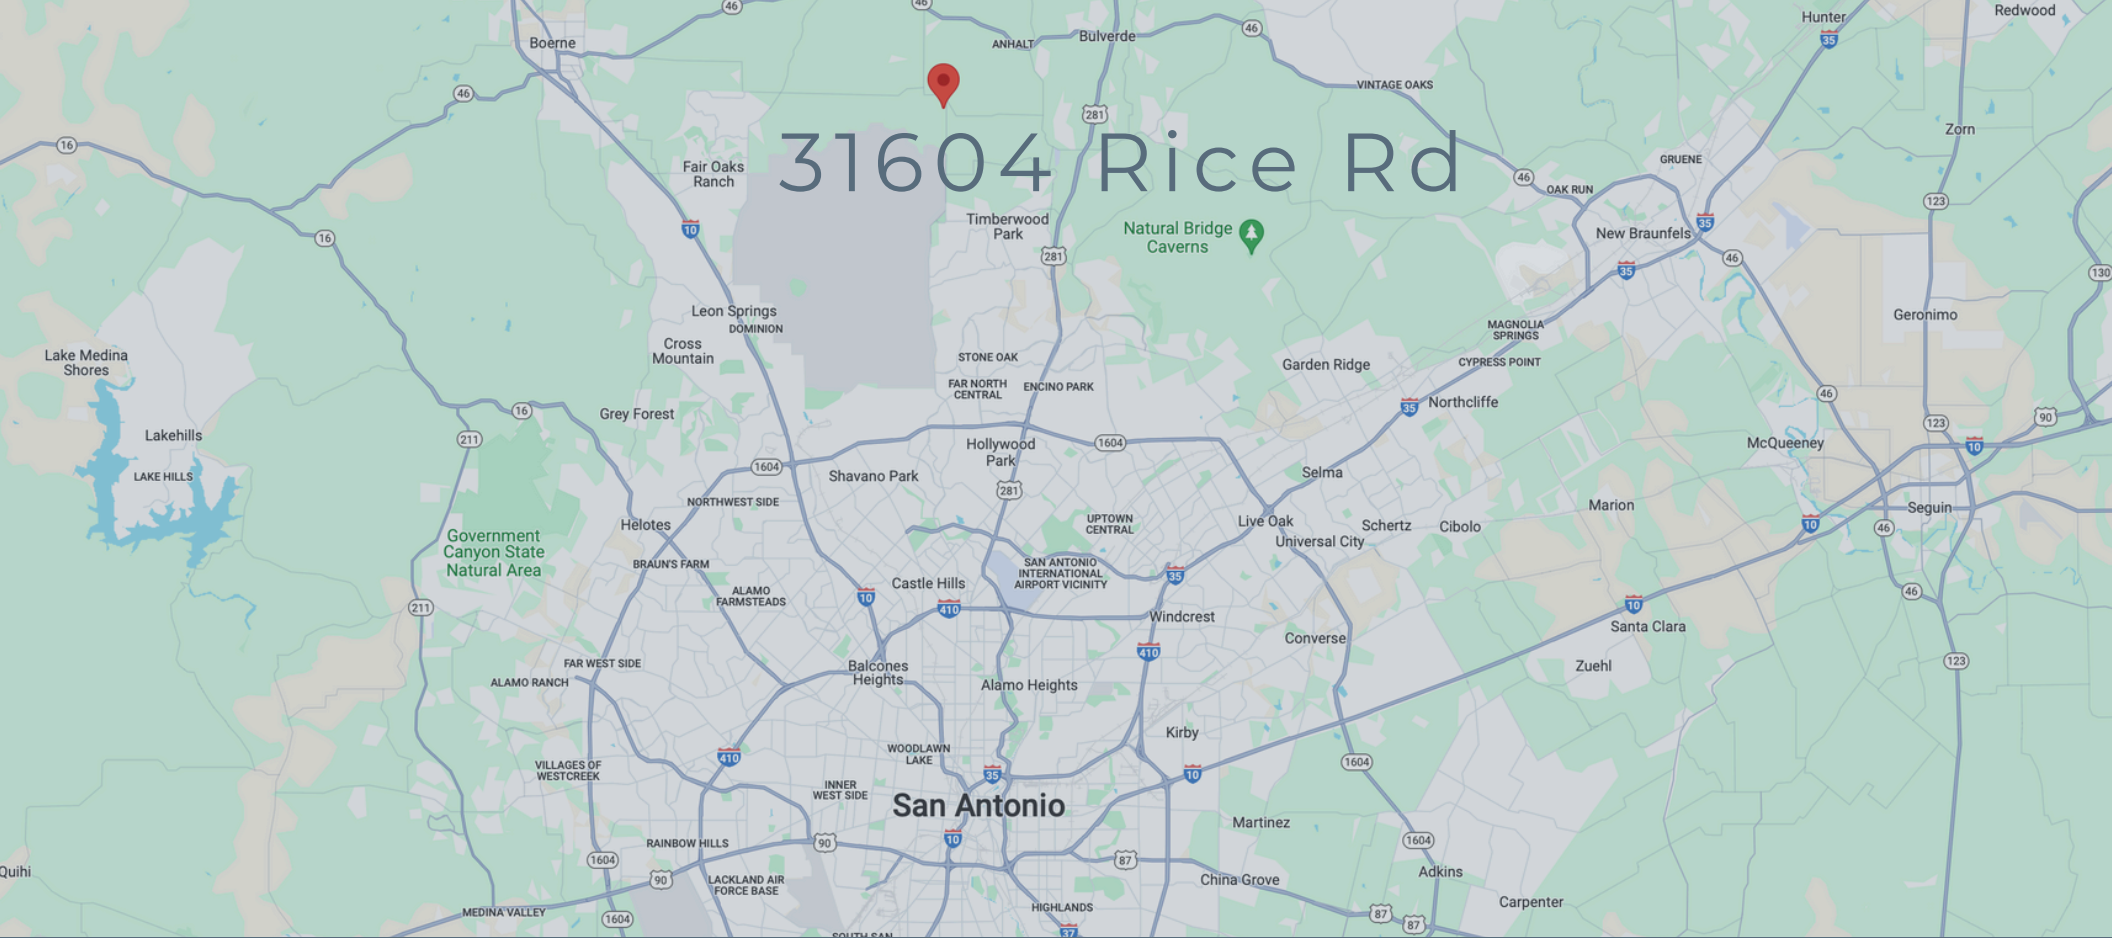 46
46
Hunter
Redwood
Boerne
ANHALT
Bulverde
46
35
46
281
VINTAGE OAKS
16
Zorn
31604 Rice Rd
Fair Oaks
Ranch
GRUENE
46
OAK RUN
123
16
10
Timberwood
Park
281
Natural Bridge
Caverns
New Braunfels
35
46
35
130
Leon Springs
DOMINION
Geronimo
Cross
Mountain
MAGNOLIA
SPRINGS
Lake Medina
Shores
STONE OAK
Garden Ridge
CYPRESS POINT
FAR NORTH
CENTRAL
ENCINO PARK
46
16
Grey Forest
35
Northcliffe
90
211
Lakehills
Hollywood
Park
1604
123
McQueeney
10
1604
Shavano Park
Selma
LAKE HILLS
281
NORTHWEST SIDE
Marion
Seguin
Helotes
UPTOWN
CENTRAL
Live Oak
Schertz
Cibolo
10
46
Universal City
Government
Canyon State
Natural Area
BRAUN'S FARM
SAN ANTONIO
INTERNATIONAL
AIRPORT VICINITY
35
Castle Hills
ALAMO
FARMSTEADS
10
410
211
46
10
Windcrest
Santa Clara
Converse
410
FAR WEST SIDE
Balcones
Heights
Zuehl
123
ALAMO RANCH
Alamo Heights
Kirby
WOODLAWN
LAKE
410
1604
VILLAGES OF
WESTCREEK
35
10
INNER
WEST SIDE
San Antonio
Martinez
10
RAINBOW HILLS
90
1604
1604
87
Quihi
Adkins
90
LACKLAND AIR
FORCE BASE
China Grove
Carpenter
HIGHLANDS
MEDINA VALLEY
1604
87
87
37
SOUTH SAN